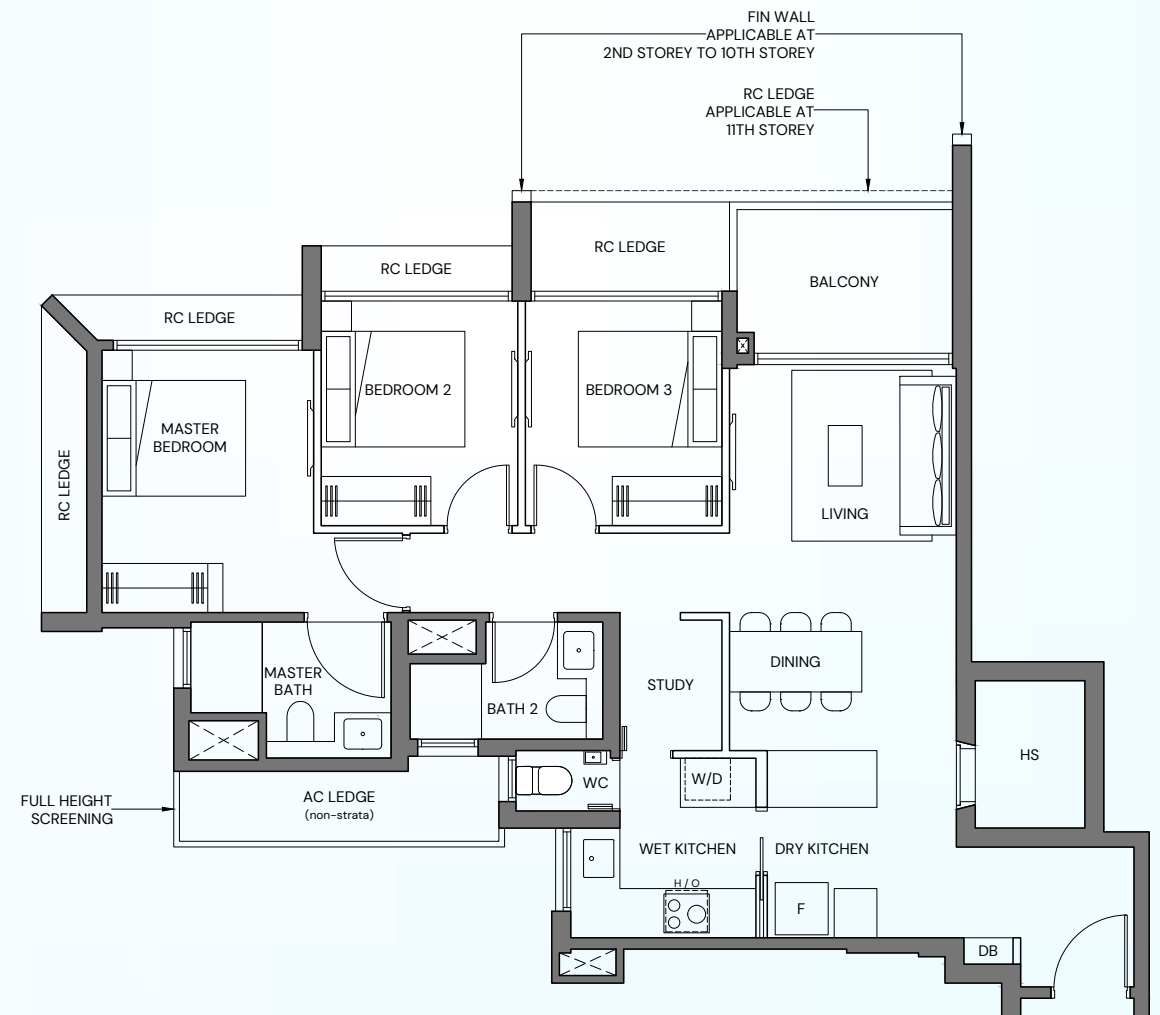 FIN WALL
APPLICABLE AT
2ND STOREY TO 10TH STOREY
RC LEDGE
APPLICABLE AT
11TH STOREY
RC LEDGE
RC LEDGE
BALCONY
RC LEDGE
BEDROOM 2
BEDROOM 3
MASTER
BEDROOM
RC LEDGE
LIVING
DINING
MASTER
BATH
STUDY
BATH 2
HS
W/D
WC
AC LEDGE
(non-strata)
FULL HEIGHT
SCREENING
WET KITCHEN
DRY KITCHEN
H / O
F
DB